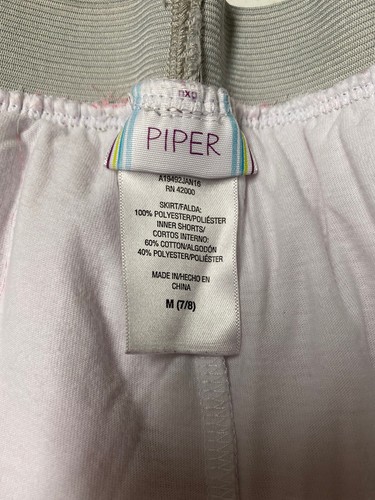 PIPER
A19492JAN16
RN 42000
SKIRT/FALDA:
100% POLYESTER/POLIÉSTER
INNER SHORTS/
CORTOS INTERNO:
60% COTTON/ALGODÓN
40% POLYESTER/POLIÉSTER
MADE IN/HECHO EN
CHINA
M (7/8)